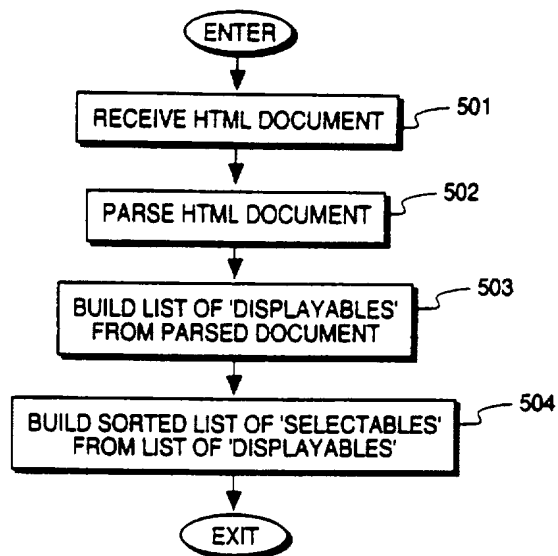 ENTER
RECEIVE HTML DOCUMENT
501
PARSE HTML DOCUMENT
502
BUILD LIST OF 'DISPLAYABLES'
FROM PARSED DOCUMENT
503
BUILD SORTED LIST OF 'SELECTABLES'
FROM LIST OF 'DISPLAYABLES'
504
EXIT